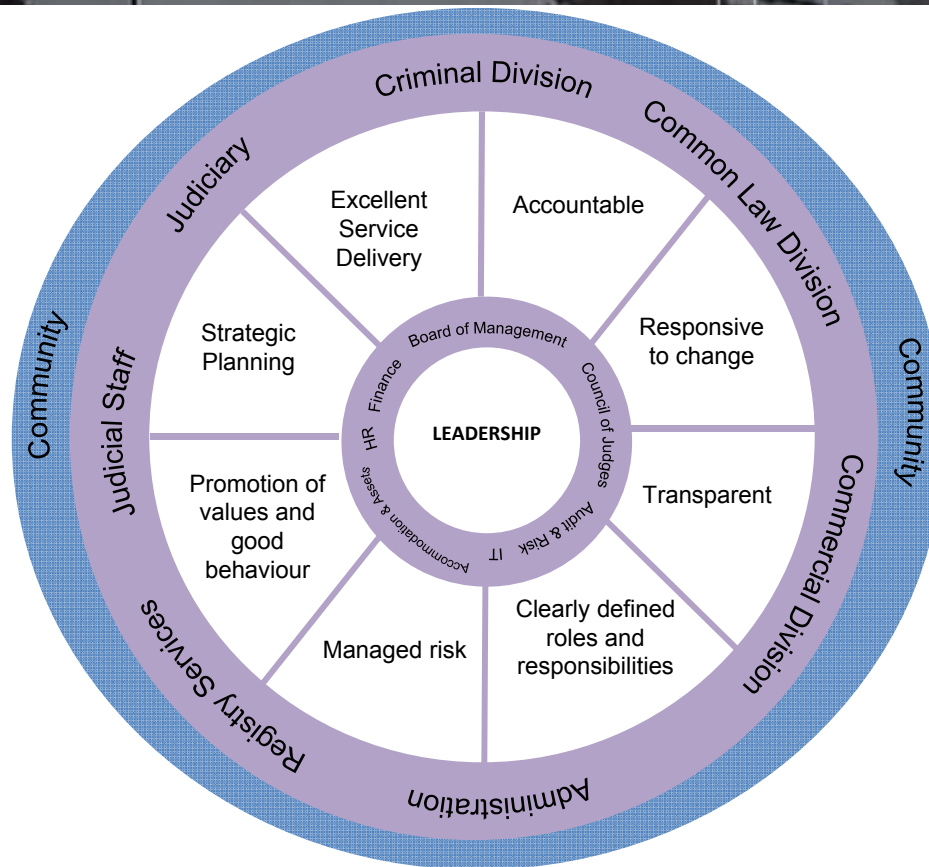 Criminal Division
Common Law Division
Commercial Division
Administration
Registry Services
Judicial Staff
Judiciary
Community
Community
Excellent
Service
Delivery
Accountable
Responsive
to change
Transparent
Clearly defined
roles and
responsibilities
Managed risk
Promotion of
values and
good
behaviour
Strategic
Planning
Board of Management
Council of Judges
Audit & Risk
IT
Accommodation & Assets
HR
Finance
LEADERSHIP